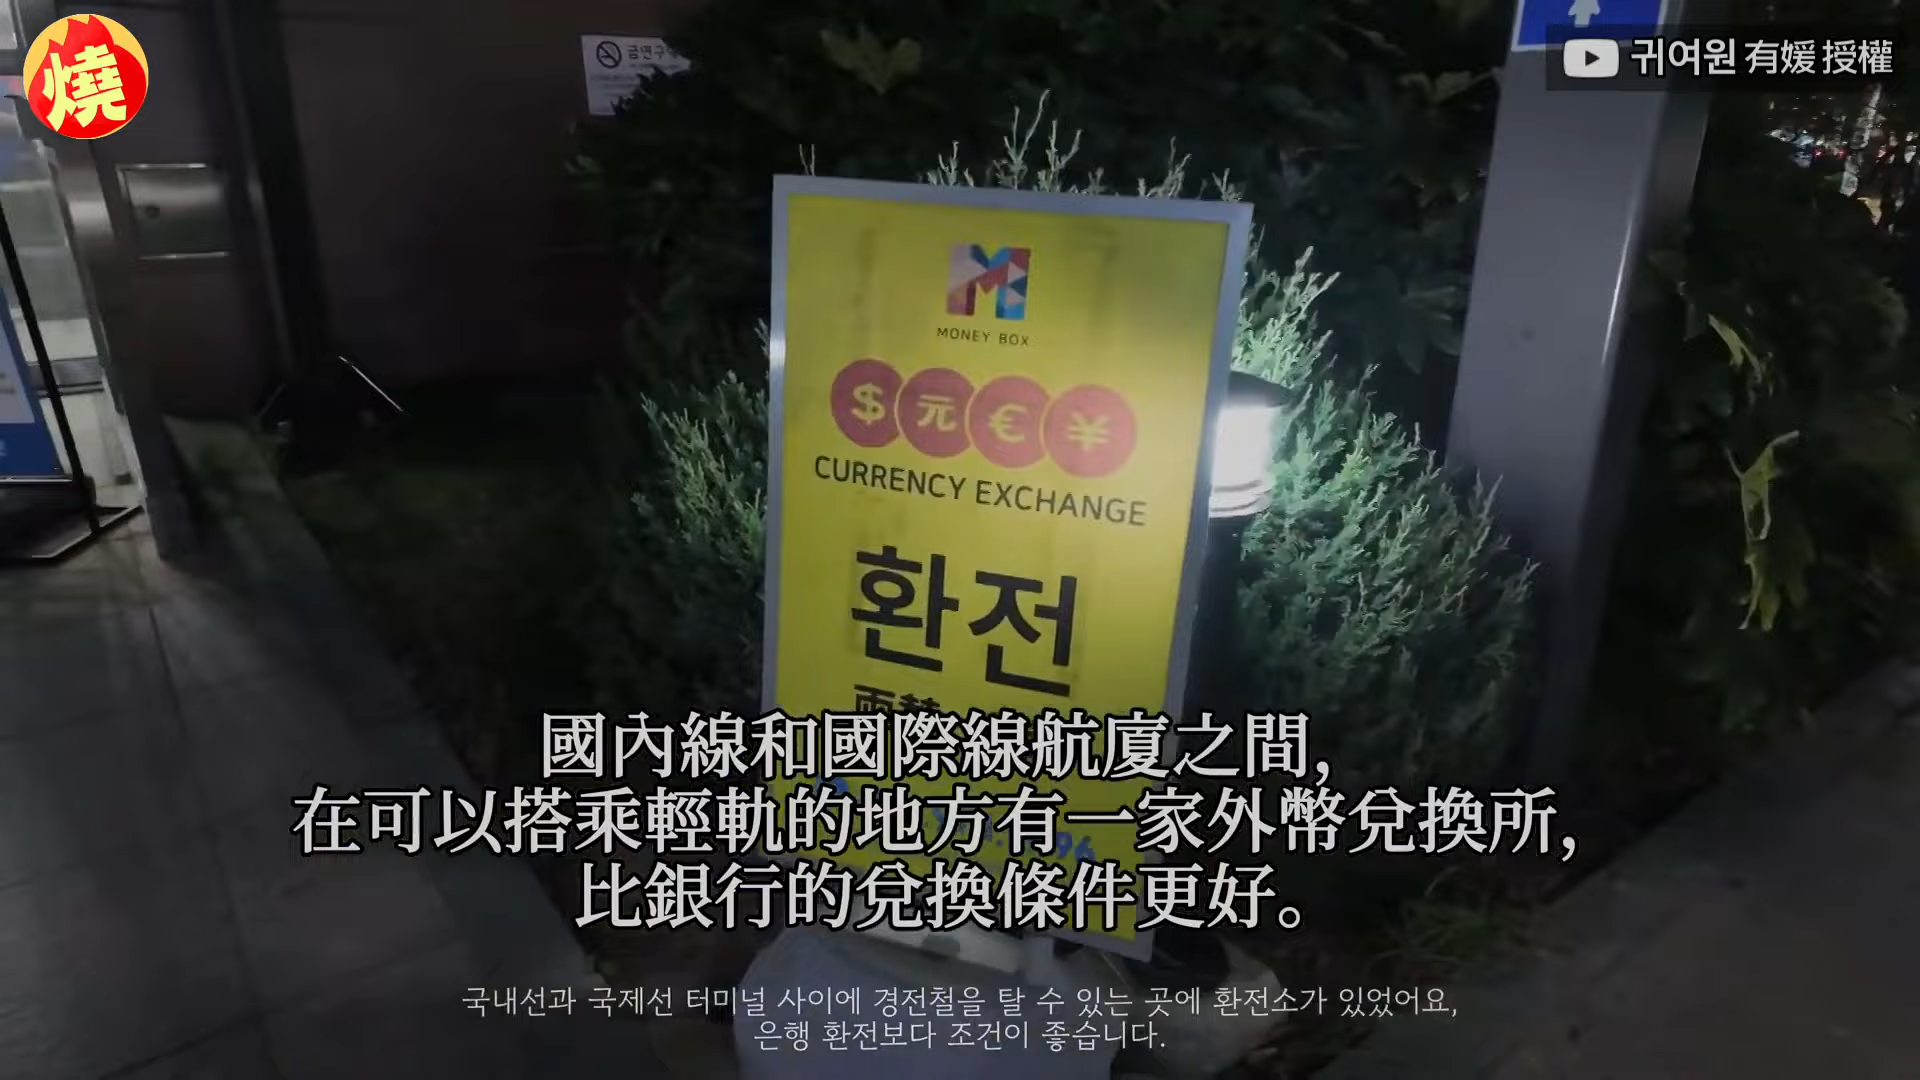 燒
금연구역
귀여원 有媛 授權
MONEY BOX
$ 元 € ¥
CURRENCY EXCHANGE
환전
兩替
國內線和國際線航廈之間,
在可以搭乘輕軌的地方有一家外幣兌換所,
比銀行的兌換條件更好。
국내선과 국제선 터미널 사이에 경전철을 탈 수 있는 곳에 환전소가 있었어요,
은행 환전보다 조건이 좋습니다.